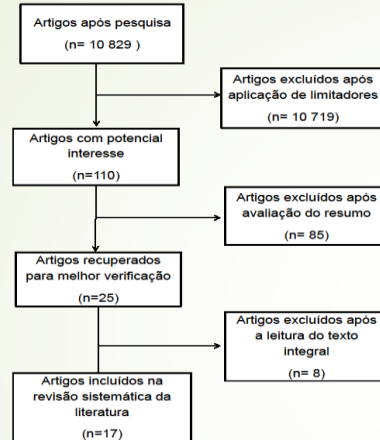 Artigos após pesquisa
(n= 10 829 )
Artigos excluídos após
aplicação de limitadores
(n= 10 719)
Artigos com potencial
interesse
(n=110)
Artigos excluídos após
avaliação do resumo
(n= 85)
Artigos recuperados
para melhor verificação
(n=25)
Artigos excluídos após
a leitura do texto
integral
(n= 8)
Artigos incluídos na
revisão sistemática da
literatura
(n=17)